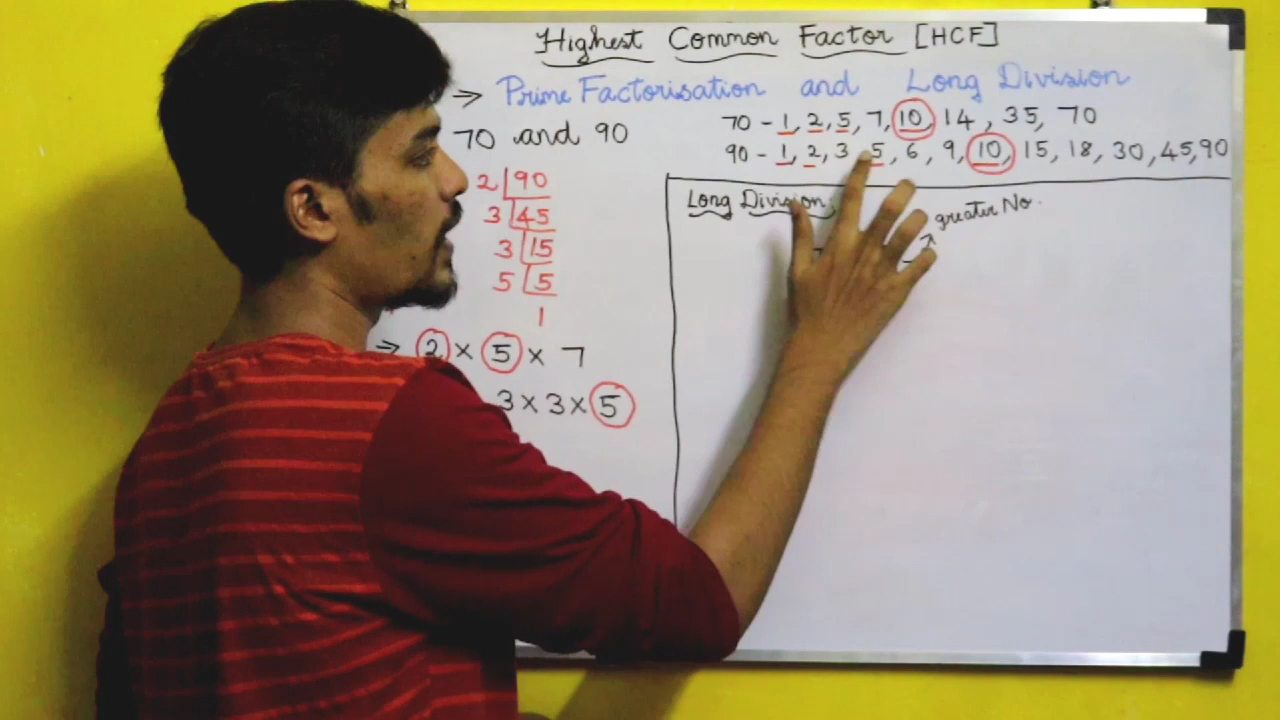 Highest Common Factor [HCF]
⇒ Prime Factorisation and Long Division
70 and 90
70 - 1, 2, 5, 7, 10, 14, 35, 70
90 - 1, 2, 3, 5, 6, 9, 10, 15, 18, 30, 45, 90
2 90
3 45
3 15
5 5
1
⇒ 2 × 5 × 7
3 × 3 × 5
Long Division:
greater No.